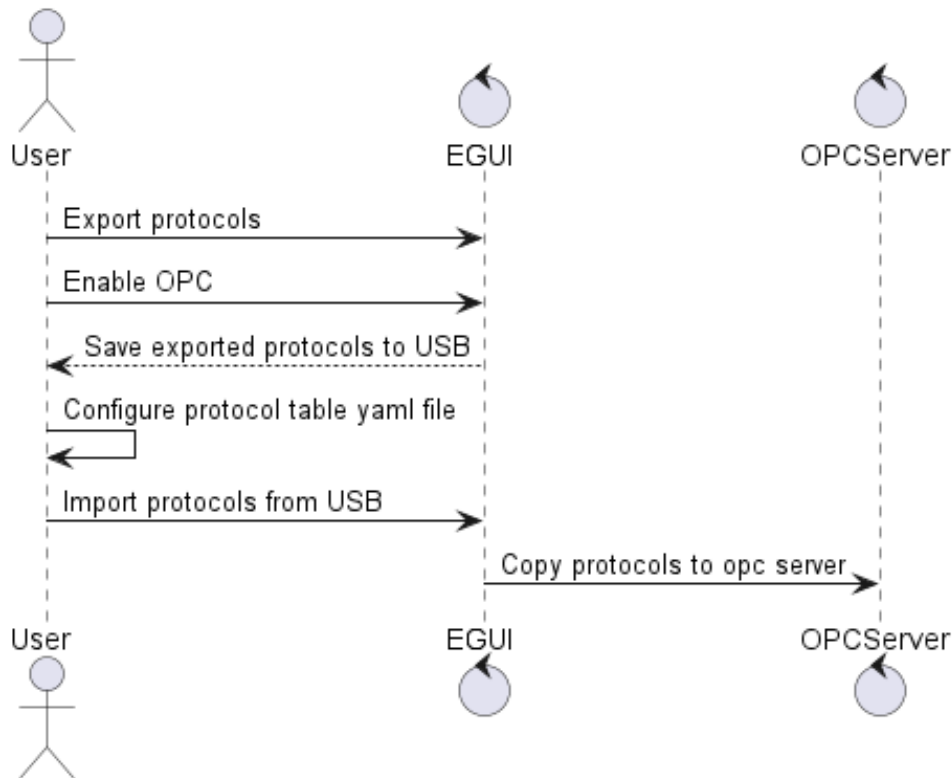 User
EGUI
OPCServer
Export protocols
Enable OPC
Save exported protocols to USB
Configure protocol table yaml file
Import protocols from USB
Copy protocols to opc server
User
EGUI
OPCServer